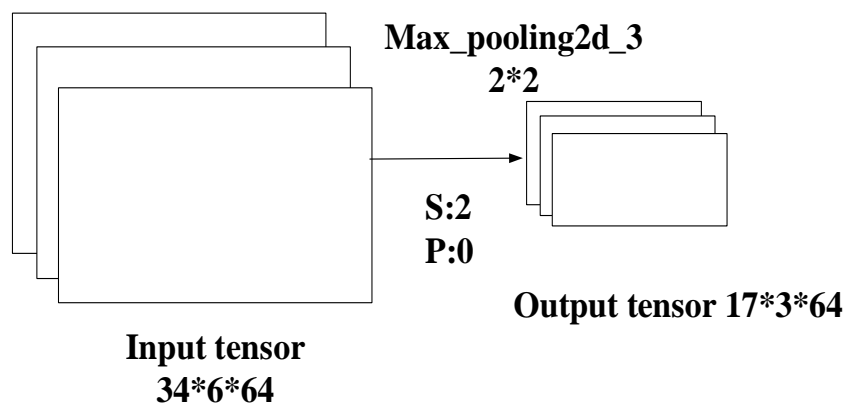 Max_pooling2d_3
2*2
S:2
P:0
Output tensor 17*3*64
Input tensor
34*6*64